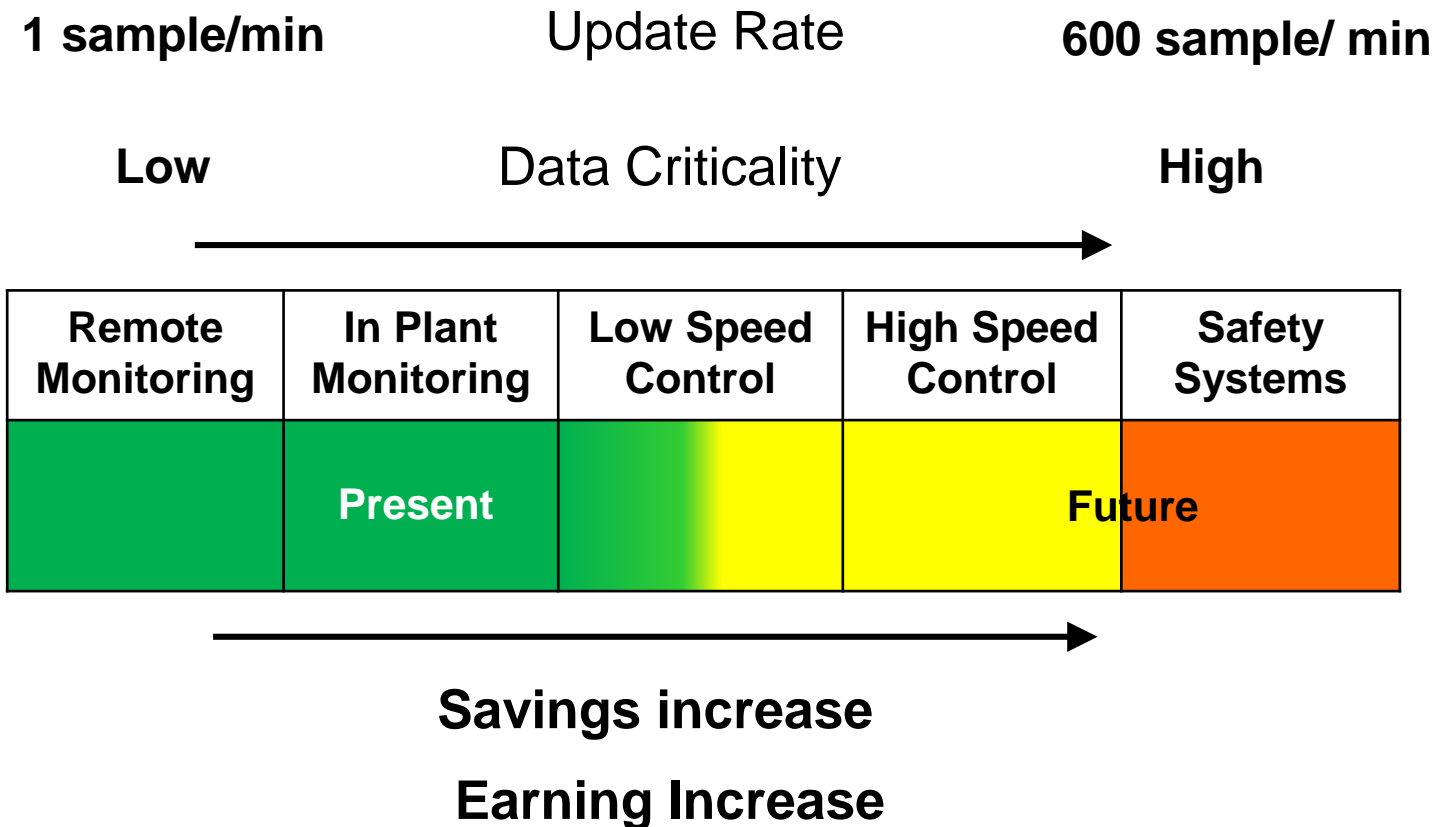 1 sample/min Update Rate 600 sample/ min
Low Data Criticality High
Remote
Monitoring
In Plant
Monitoring
Low Speed
Control
High Speed
Control
Safety
Systems
Present
Future
Savings increase
Earning Increase